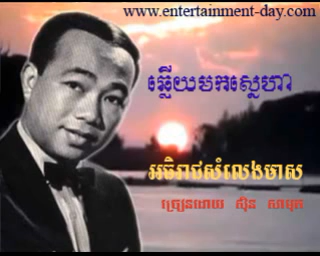 www.entertainment-day.com
ឆ្លើយមកស្នេហា
អធិរាជសំលេងមាស
ច្រៀងដោយ ស៊ិន សាមុត